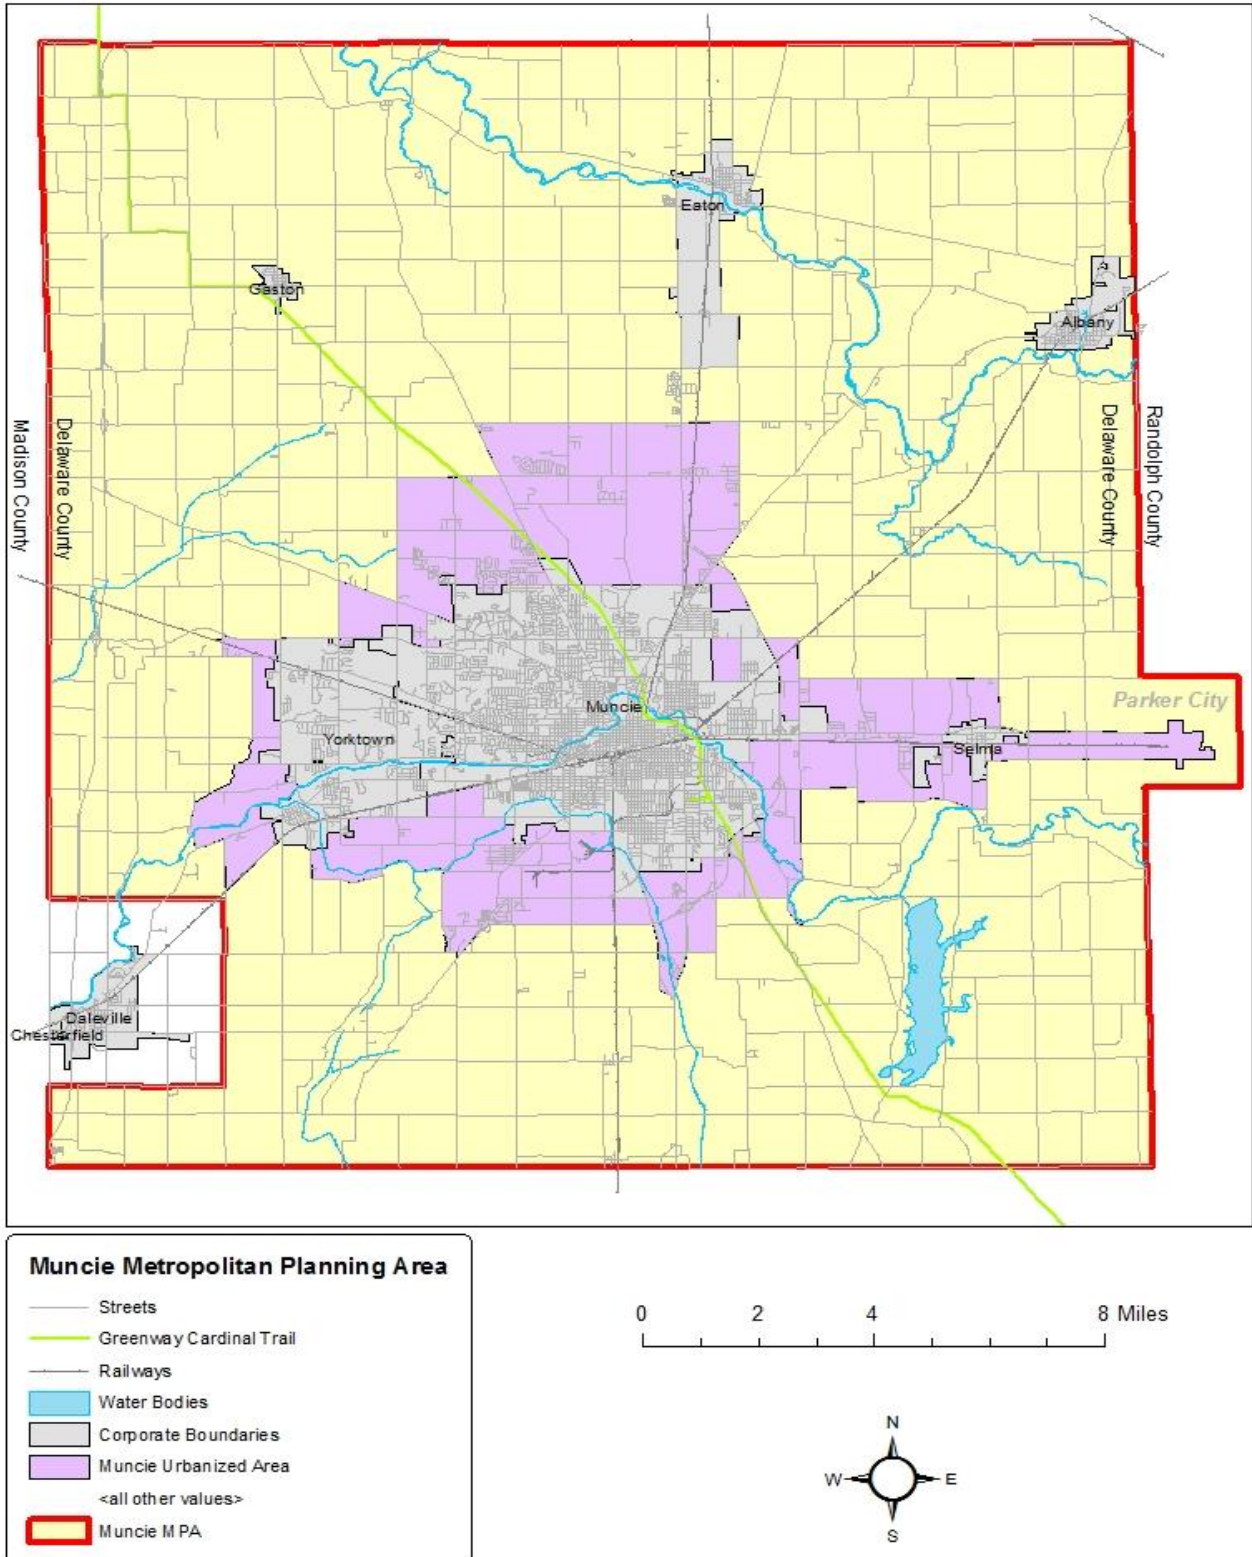 Eaton
Gaston
Albany
Madison County
Delaware County
Delaware County
Randolph County
Muncie
Parker City
Yorktown
Selma
Daleville
Chesterfield
Muncie Metropolitan Planning Area
Streets
Greenway Cardinal Trail
Railways
Water Bodies
Corporate Boundaries
Muncie Urbanized Area
<all other values>
Muncie MPA
0 2 4 8 Miles
N
W E
S